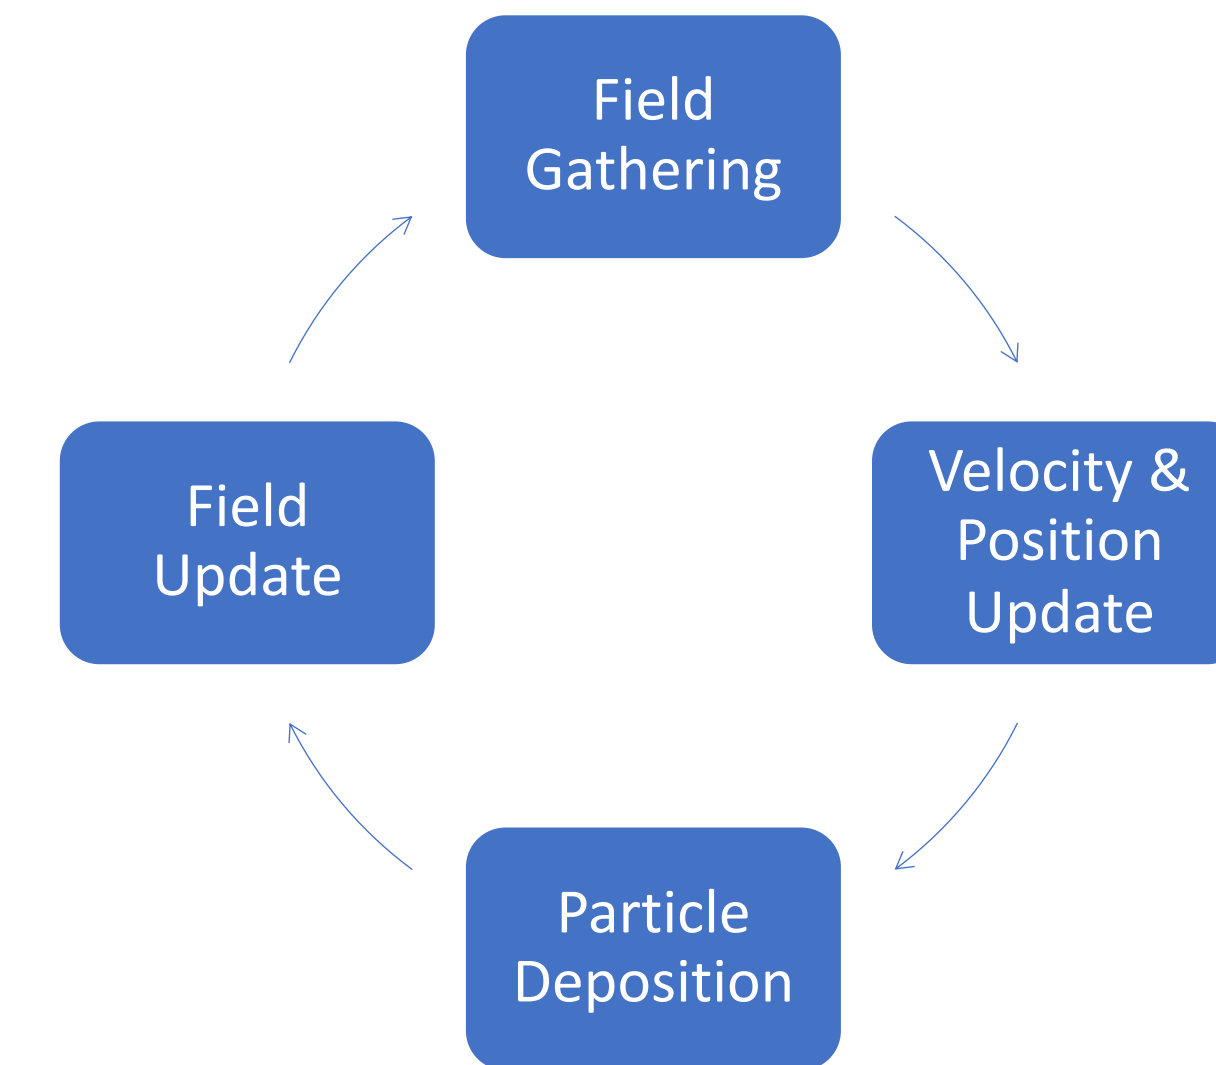 Field
Gathering
Velocity &
Position
Update
Field
Update
Particle
Deposition